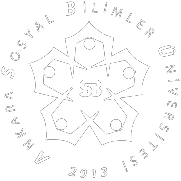 ANKARA SOSYAL BİLİMLER ÜNİVERSİTESİ
2013